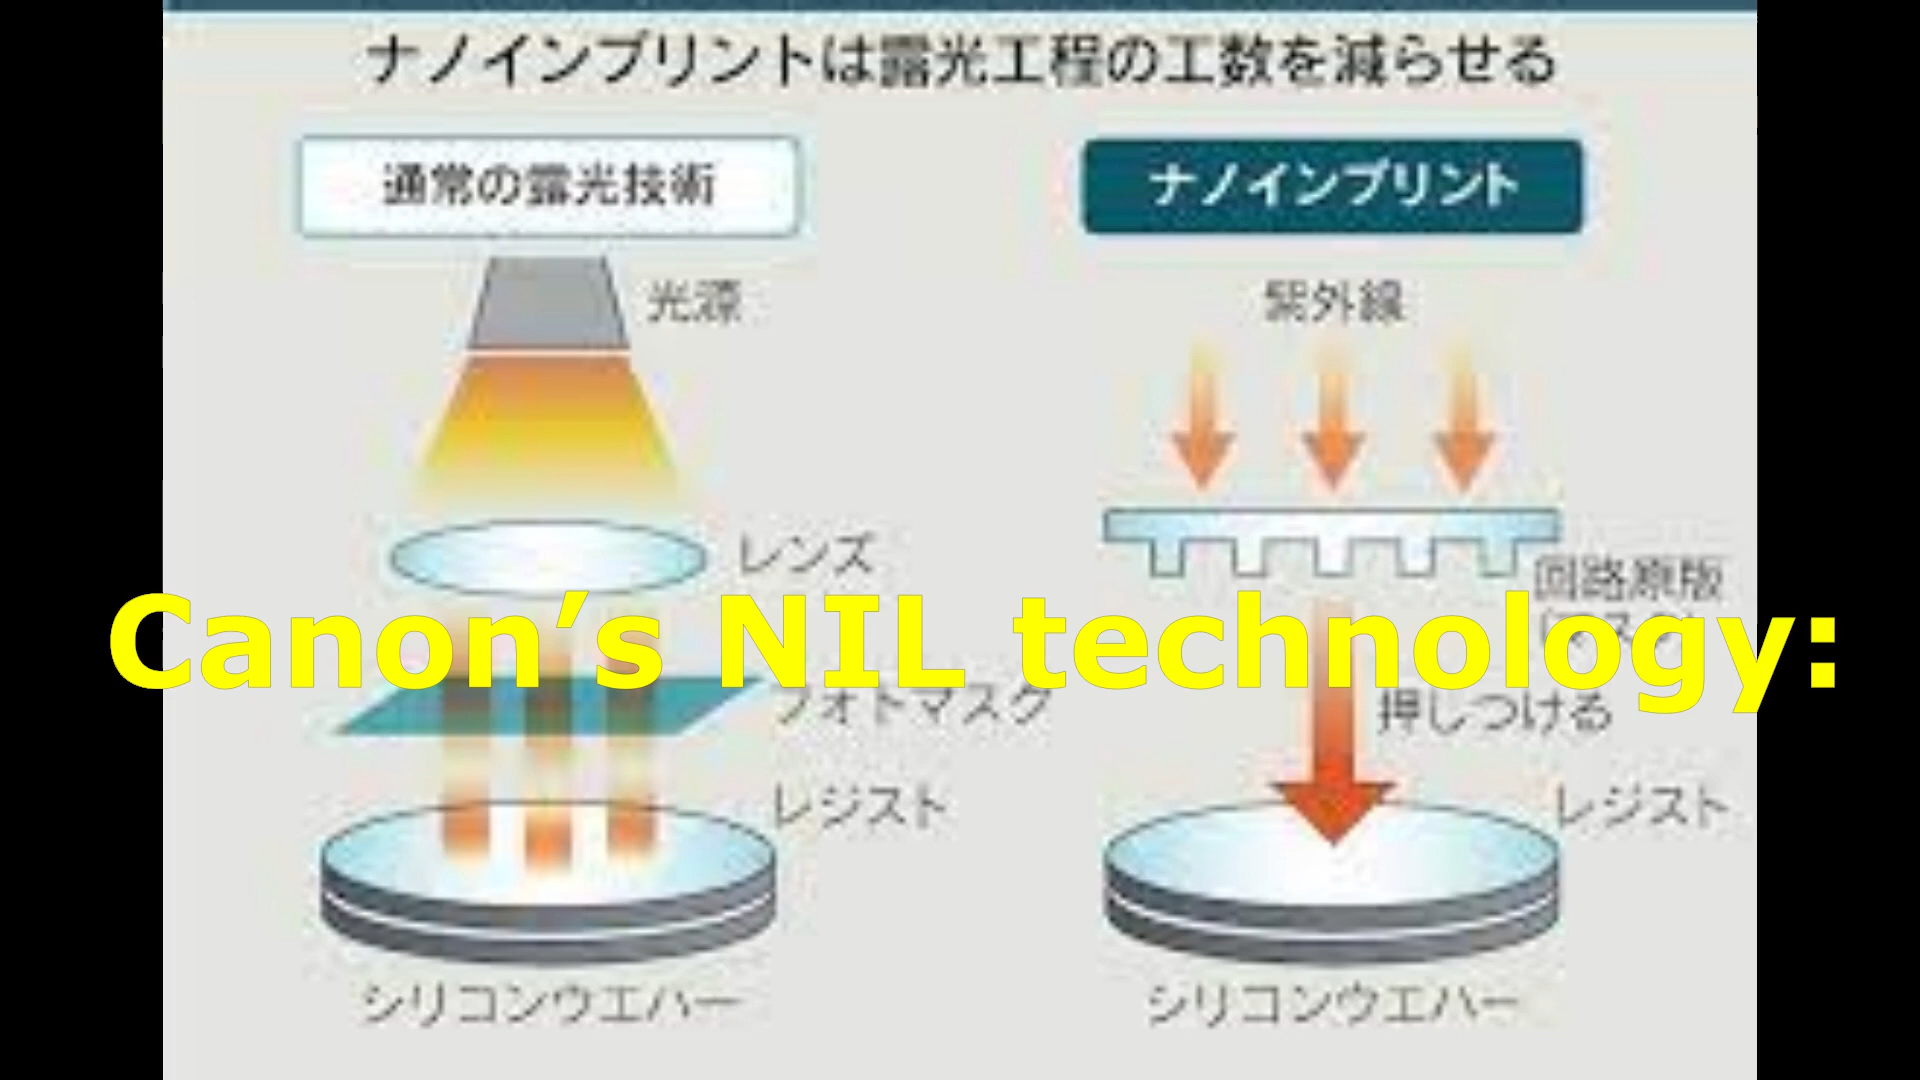 ナノインプリントは露光工程の工数を減らせる
通常の露光技術
ナノインプリント
光源
紫外線
レンズ
回路原版
Canon’s NIL technology:
フォトマスク
押しつける
レジスト
レジスト
シリコンウエハー
シリコンウエハー